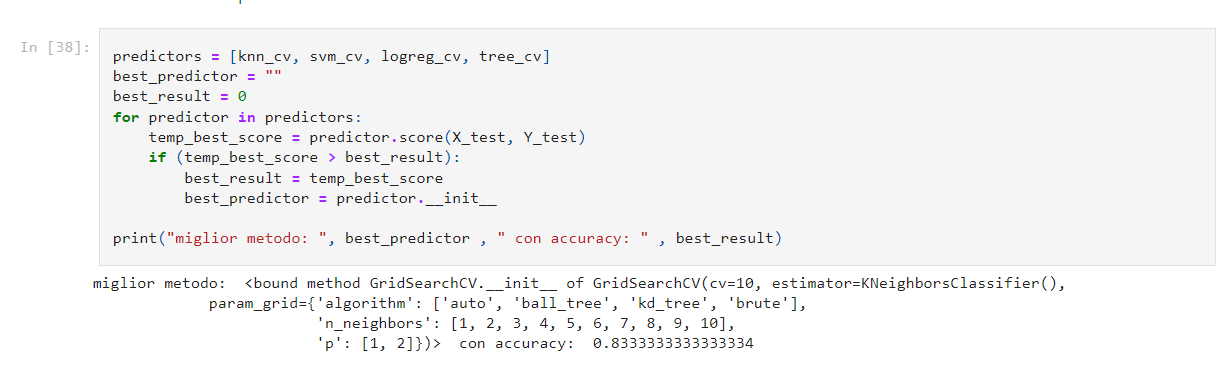 In [38]:
predictors = [knn_cv, svm_cv, logreg_cv, tree_cv]
best_predictor = ""
best_result = 0
for predictor in predictors:
    temp_best_score = predictor.score(X_test, Y_test)
    if (temp_best_score > best_result):
        best_result = temp_best_score
        best_predictor = predictor.__init__
print("miglior metodo: ", best_predictor , " con accuracy: " , best_result)
miglior metodo:  <bound method GridSearchCV.__init__ of GridSearchCV(cv=10, estimator=KNeighborsClassifier(),
             param_grid={'algorithm': ['auto', 'ball_tree', 'kd_tree', 'brute'],
                         'n_neighbors': [1, 2, 3, 4, 5, 6, 7, 8, 9, 10],
                         'p': [1, 2]})>  con accuracy:  0.8333333333333334